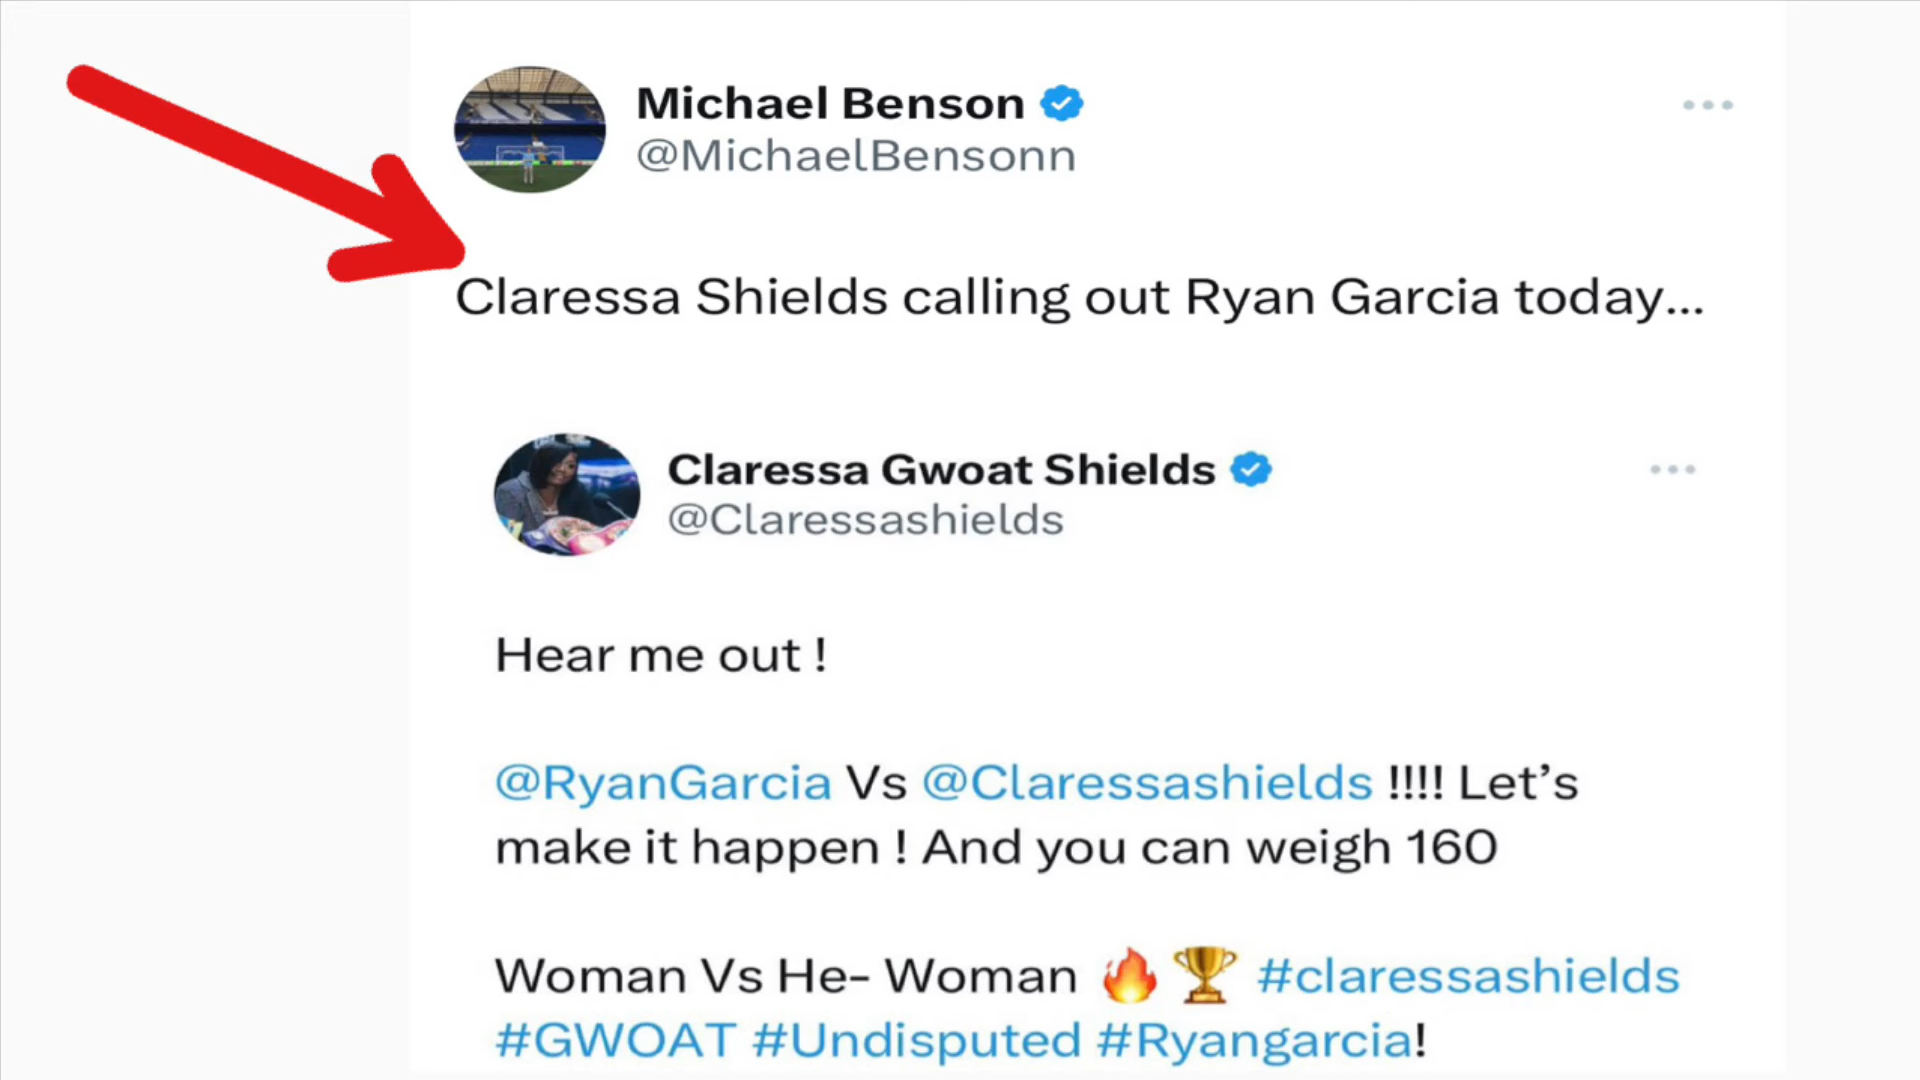 Michael Benson
@MichaelBensonn
Claressa Shields calling out Ryan Garcia today...
Claressa Gwoat Shields
@Claressashields
Hear me out !
@RyanGarcia Vs @Claressashields !!!! Let’s
make it happen ! And you can weigh 160
Woman Vs He- Woman 🔥🏆 #claressashields
#GWOAT #Undisputed #Ryangarcia!